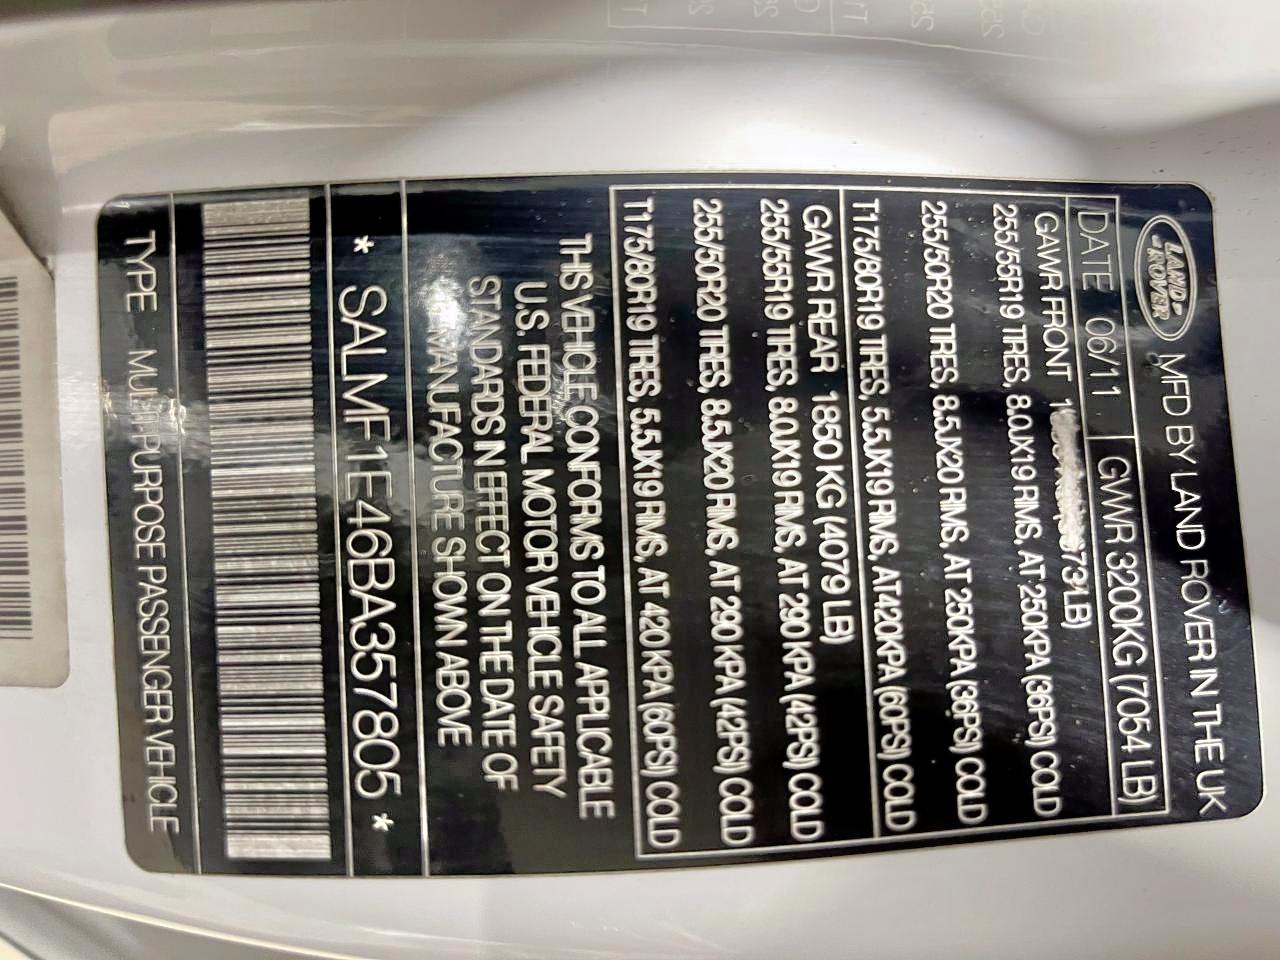 LAND-
-ROVER
MFD BY LAND ROVER IN THE UK
DATE 06/11 GWVR 3200KG (7054 LB)
GAWR FRONT LB)
255/55R19 TIRES, 8.0JX19 RIMS, AT 250KPA (36PSI) COLD
255/50R20 TIRES, 8.5JX20 RIMS, AT 250KPA (36PSI) COLD
T175/80R19 TIRES, 5.5JX19 RIMS, AT420KPA (60PSI) COLD
GAWR REAR 1850 KG (4079 LB)
255/55R19 TIRES, 8.0JX19 RIMS, AT 290 KPA (42PSI) COLD
255/50R20 TIRES, 8.5JX20 RIMS, AT 290 KPA (42PSI) COLD
T175/80R19 TIRES, 5.5JX19 RIMS, AT 420 KPA (60PSI) COLD
THIS VEHICLE CONFORMS TO ALL APPLICABLE
U.S. FEDERAL MOTOR VEHICLE SAFETY
STANDARDS IN EFFECT ON THE DATE OF
MANUFACTURE SHOWN ABOVE
* SALMF1E46BA357805 *
TYPE MULTIPURPOSE PASSENGER VEHICLE